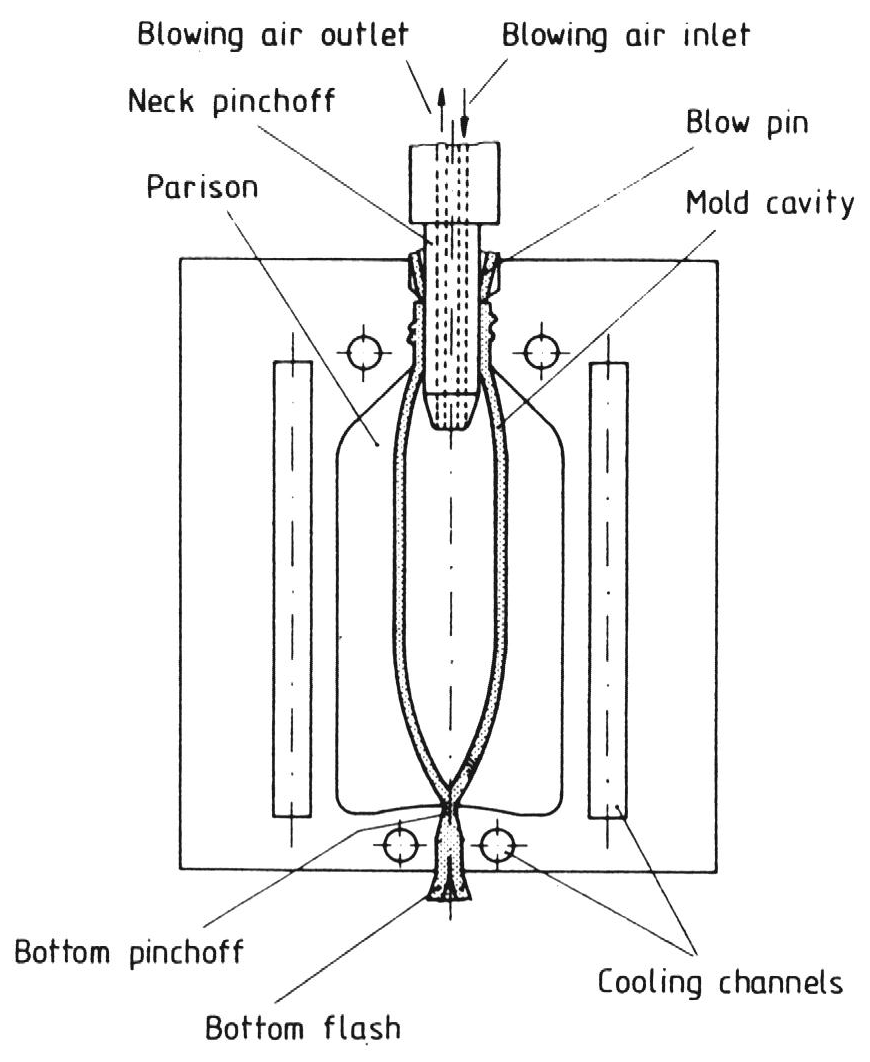 Blowing air outlet
Blowing air inlet
Neck pinchoff
Blow pin
Parison
Mold cavity
Bottom pinchoff
Cooling channels
Bottom flash